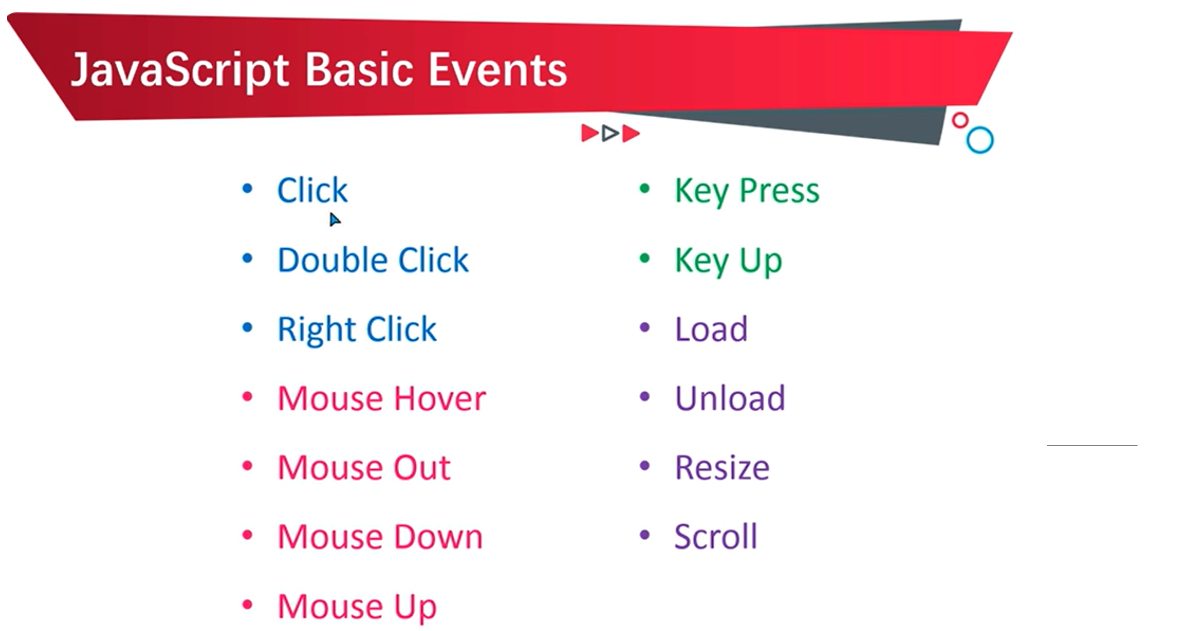 JavaScript Basic Events
• Click
• Double Click
• Right Click
• Mouse Hover
• Mouse Out
• Mouse Down
• Mouse Up
• Key Press
• Key Up
• Load
• Unload
• Resize
• Scroll